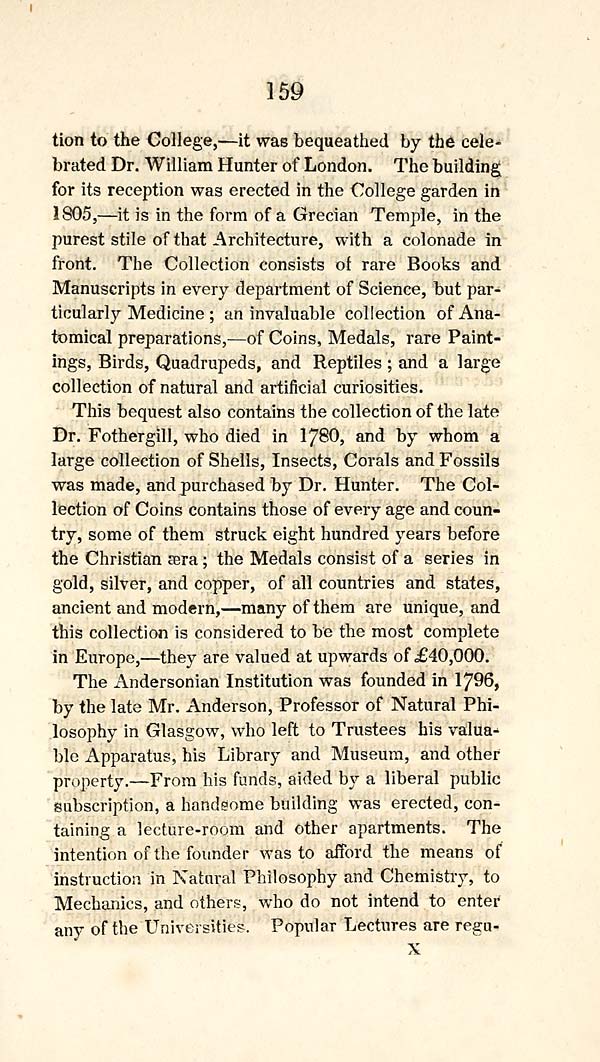 159
tion to the College,—it was bequeathed by the cele-
brated Dr. William Hunter of London. The building
for its reception was erected in the College garden in
1805,—it is in the form of a Grecian Temple, in the
purest stile of that Architecture, with a colonade in
front. The Collection consists of rare Books and
Manuscripts in every department of Science, but par-
ticularly Medicine; an invaluable collection of Ana-
tomical preparations,—of Coins, Medals, rare Paint-
ings, Birds, Quadrupeds, and Reptiles; and a large
collection of natural and artificial curiosities.
This bequest also contains the collection of the late
Dr. Fothergill, who died in 1780, and by whom a
large collection of Shells, Insects, Corals and Fossils
was made, and purchased by Dr. Hunter. The Col-
lection of Coins contains those of every age and coun-
try, some of them struck eight hundred years before
the Christian æra; the Medals consist of a series in
gold, silver, and copper, of all countries and states,
ancient and modern,—many of them are unique, and
this collection is considered to be the most complete
in Europe,—they are valued at upwards of £40,000.
The Andersonian Institution was founded in 1796,
by the late Mr. Anderson, Professor of Natural Phi-
losophy in Glasgow, who left to Trustees his valua-
ble Apparatus, his Library and Museum, and other
property.—From his funds, aided by a liberal public
subscription, a handsome building was erected, con-
taining a lecture-room and other apartments. The
intention of the founder was to afford the means of
instruction in Natural Philosophy and Chemistry, to
Mechanics, and others, who do not intend to enter
any of the Universities. Popular Lectures are regu-
X